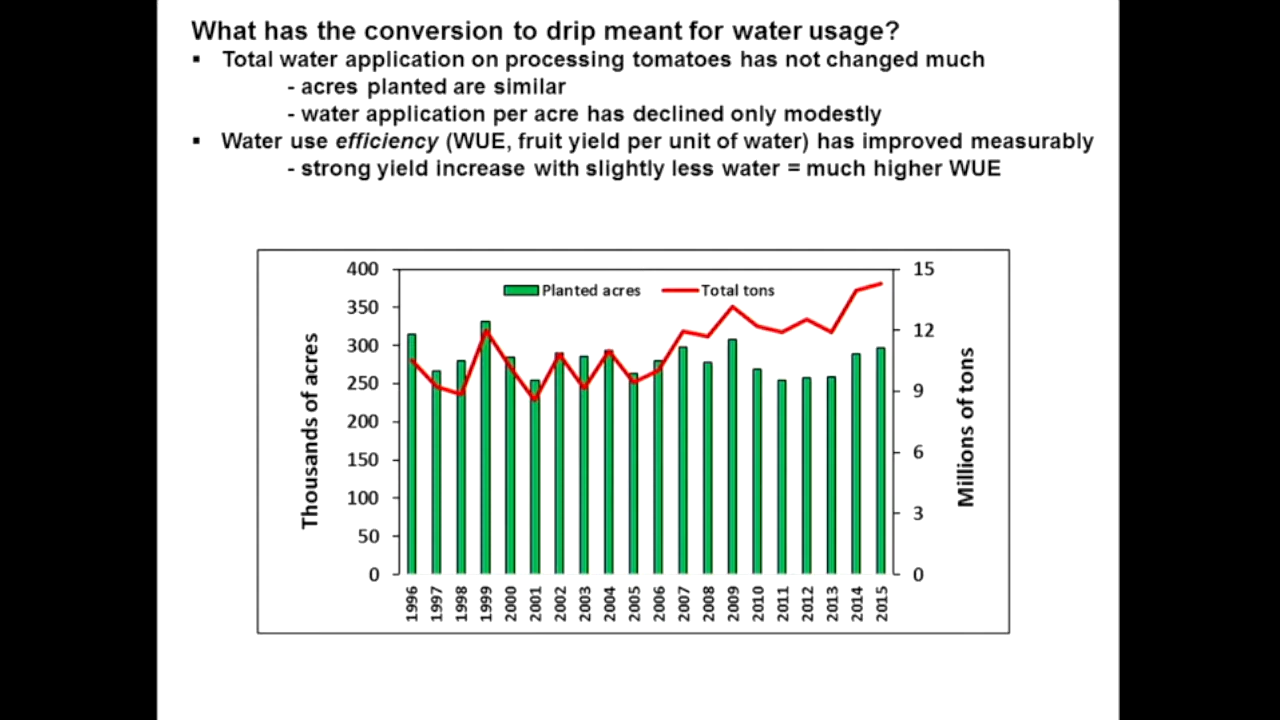 What has the conversion to drip meant for water usage?
▪ Total water application on processing tomatoes has not changed much
- acres planted are similar
- water application per acre has declined only modestly
▪ Water use efficiency (WUE, fruit yield per unit of water) has improved measurably
- strong yield increase with slightly less water = much higher WUE
Planted acres Total tons
Thousands of acres
400
350
300
250
200
150
100
50
0
15
12
9
6
3
0
Millions of tons
1996 1997 1998 1999 2000 2001 2002 2003 2004 2005 2006 2007 2008 2009 2010 2011 2012 2013 2014 2015